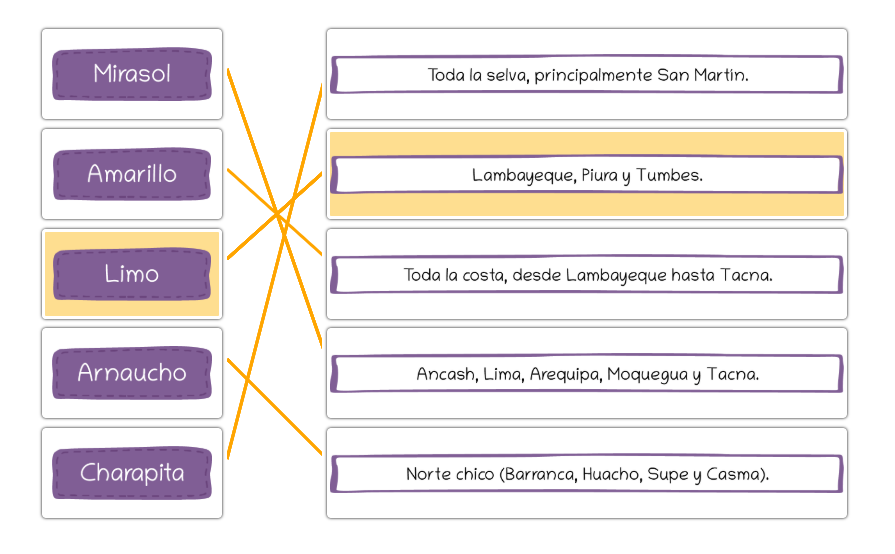 Mirasol
Toda la selva, principalmente San Martin.
Amarillo
Lambayeque, Piura y Tumbes.
Limo
Toda la costa, desde Lambayeque hasta Tacna.
Arnaucho
Ancash, Lima, Arequipa, Moquegua y Tacna.
Charapita
Norte chico (Barranca, Huacho, Supe y Casma).